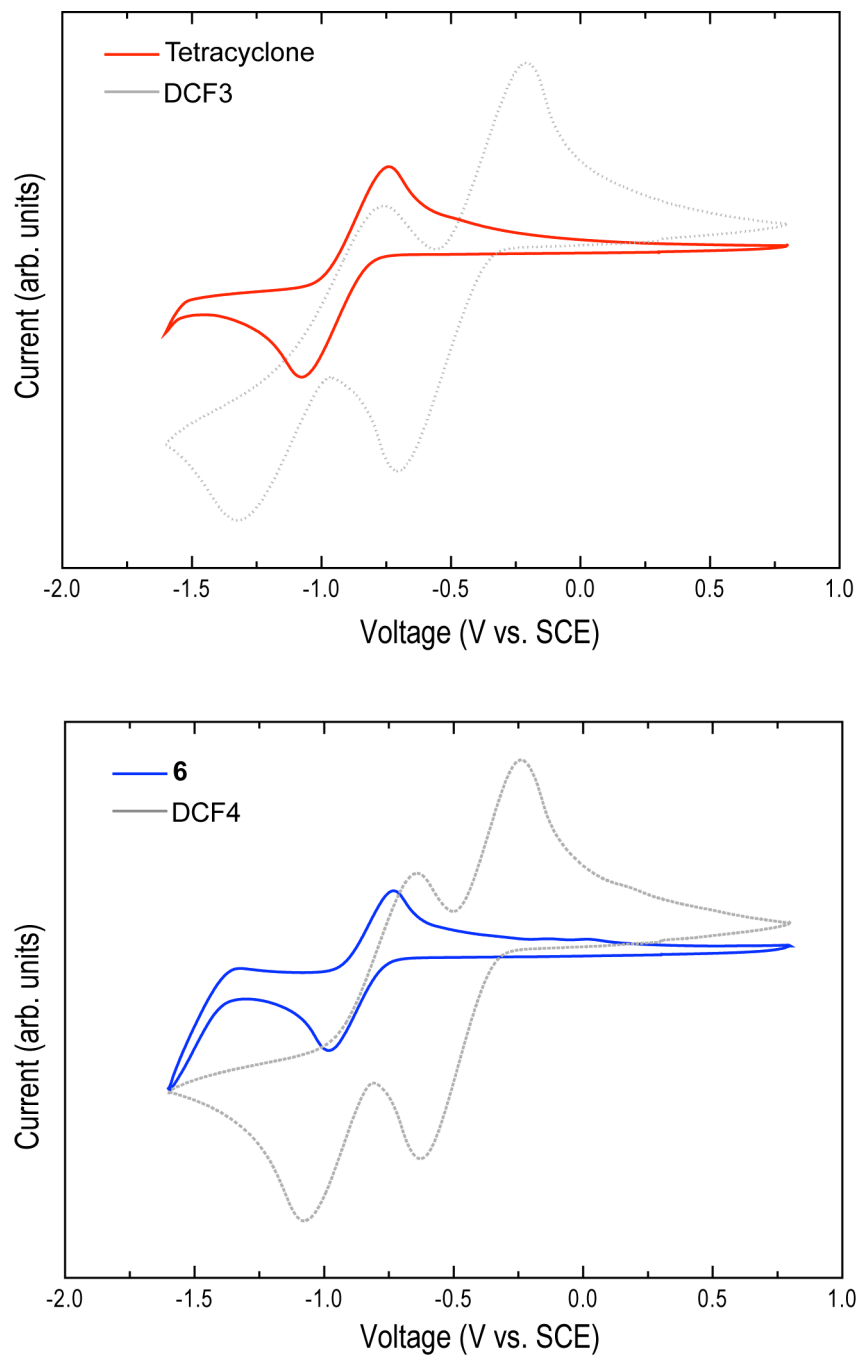 Tetracyclone
DCF3
Current (arb. units)
-2.0 -1.5 -1.0 -0.5 0.0 0.5 1.0
Voltage (V vs. SCE)
6
DCF4
Current (arb. units)
-2.0 -1.5 -1.0 -0.5 0.0 0.5 1.0
Voltage (V vs. SCE)